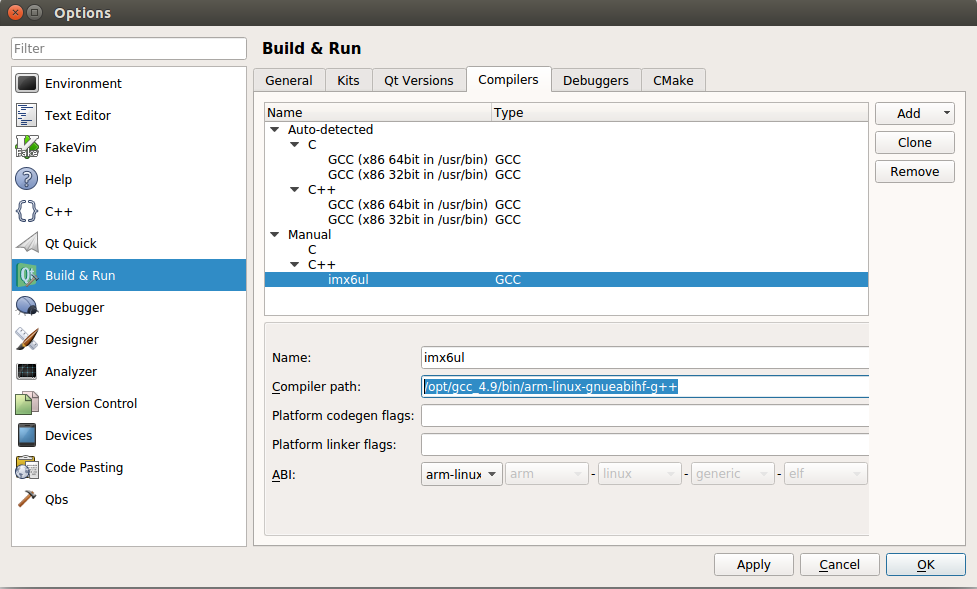 Options
Filter
Environment
Text Editor
FakeVim
Help
C++
Qt Quick
Build & Run
Debugger
Designer
Analyzer
Version Control
Devices
Code Pasting
Qbs
Build & Run
General Kits Qt Versions Compilers Debuggers CMake
Name Type
Auto-detected
C
GCC (x86 64bit in /usr/bin) GCC
GCC (x86 32bit in /usr/bin) GCC
C++
GCC (x86 64bit in /usr/bin) GCC
GCC (x86 32bit in /usr/bin) GCC
Manual
C
C++
imx6ul GCC
Add
Clone
Remove
Name: imx6ul
Compiler path: /opt/gcc_4.9/bin/arm-linux-gnueabihf-g++
Platform codegen flags:
Platform linker flags:
ABI: arm-linux arm - linux - generic - elf
Apply Cancel OK